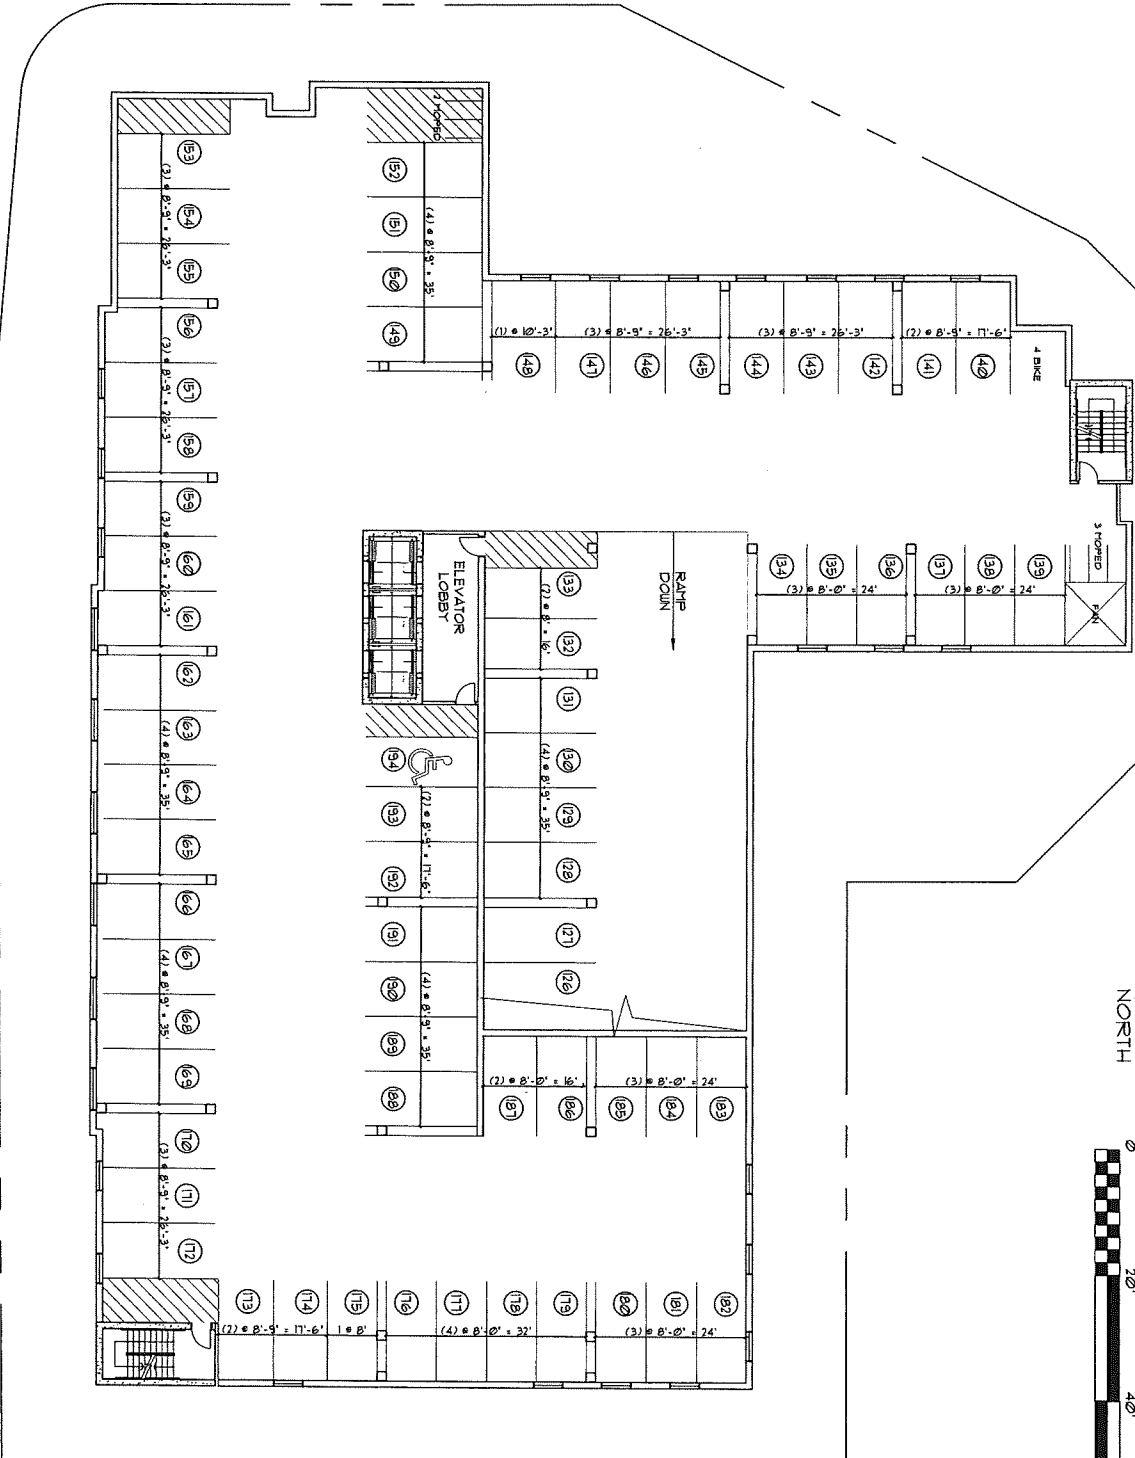 2 MOPED
152
151
150
149
(4) @ 8'-9" = 35'
153
154
155
(3) @ 8'-9" = 26'-3"
156
157
158
(3) @ 8'-9" = 26'-3"
159
160
161
(3) @ 8'-9" = 26'-3"
162
163
164
165
(4) @ 8'-9" = 35'
166
167
168
169
(4) @ 8'-9" = 35'
170
171
172
(3) @ 8'-9" = 26'-3"
(1) @ 10'-3"
(3) @ 8'-9" = 26'-3"
(3) @ 8'-9" = 26'-3"
(2) @ 8'-9" = 17'-6"
148
147
146
145
144
143
142
141
140
4 BIKE
3 MOPED
FAN
134
135
136
137
138
139
(3) @ 8'-0" = 24'
(3) @ 8'-0" = 24'
RAMP
DOWN
ELEVATOR
LOBBY
133
132
(2) @ 8' = 16'
131
130
129
128
(4) @ 8'-9" = 35'
127
126
194
193
192
(2) @ 8'-9" = 17'-6"
191
190
189
188
(4) @ 8'-9" = 35'
(2) @ 8'-0" = 16'
(3) @ 8'-0" = 24'
187
186
185
184
183
173
174
175
176
177
178
179
180
181
182
(2) @ 8'-9" = 17'-6"
1 @ 8'
(4) @ 8'-0" = 32'
(3) @ 8'-0" = 24'
NORTH
0
20'
40'